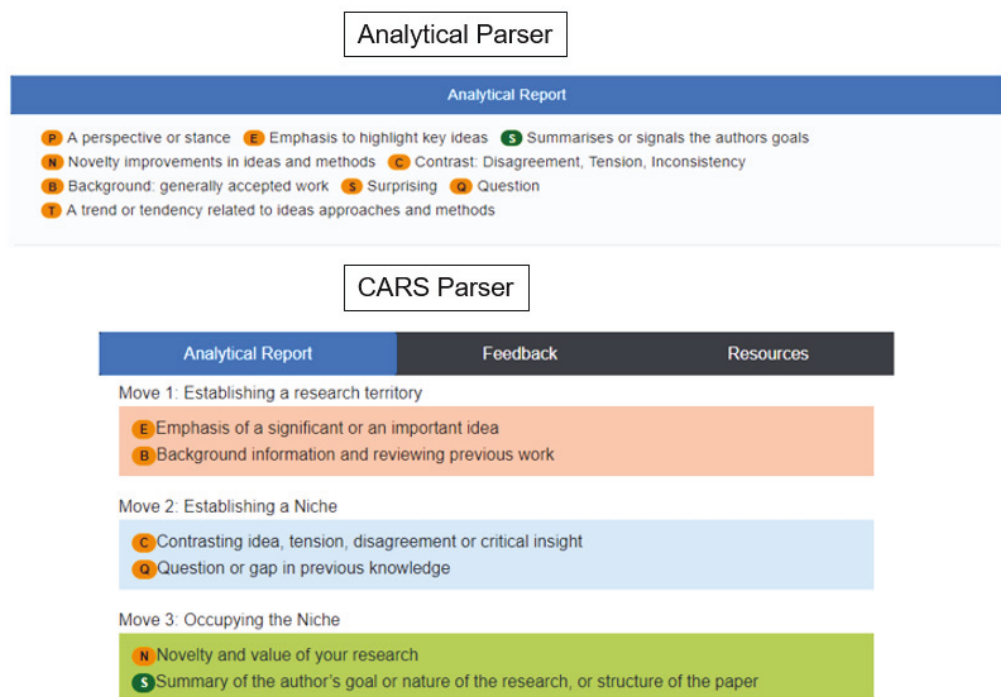 Analytical Parser
Analytical Report
P A perspective or stance E Emphasis to highlight key ideas S Summarises or signals the authors goals
N Novelty improvements in ideas and methods C Contrast: Disagreement, Tension, Inconsistency
B Background: generally accepted work S Surprising Q Question
T A trend or tendency related to ideas approaches and methods
CARS Parser
Analytical Report Feedback Resources
Move 1: Establishing a research territory
E Emphasis of a significant or an important idea
B Background information and reviewing previous work
Move 2: Establishing a Niche
C Contrasting idea, tension, disagreement or critical insight
Q Question or gap in previous knowledge
Move 3: Occupying the Niche
N Novelty and value of your research
S Summary of the author's goal or nature of the research, or structure of the paper